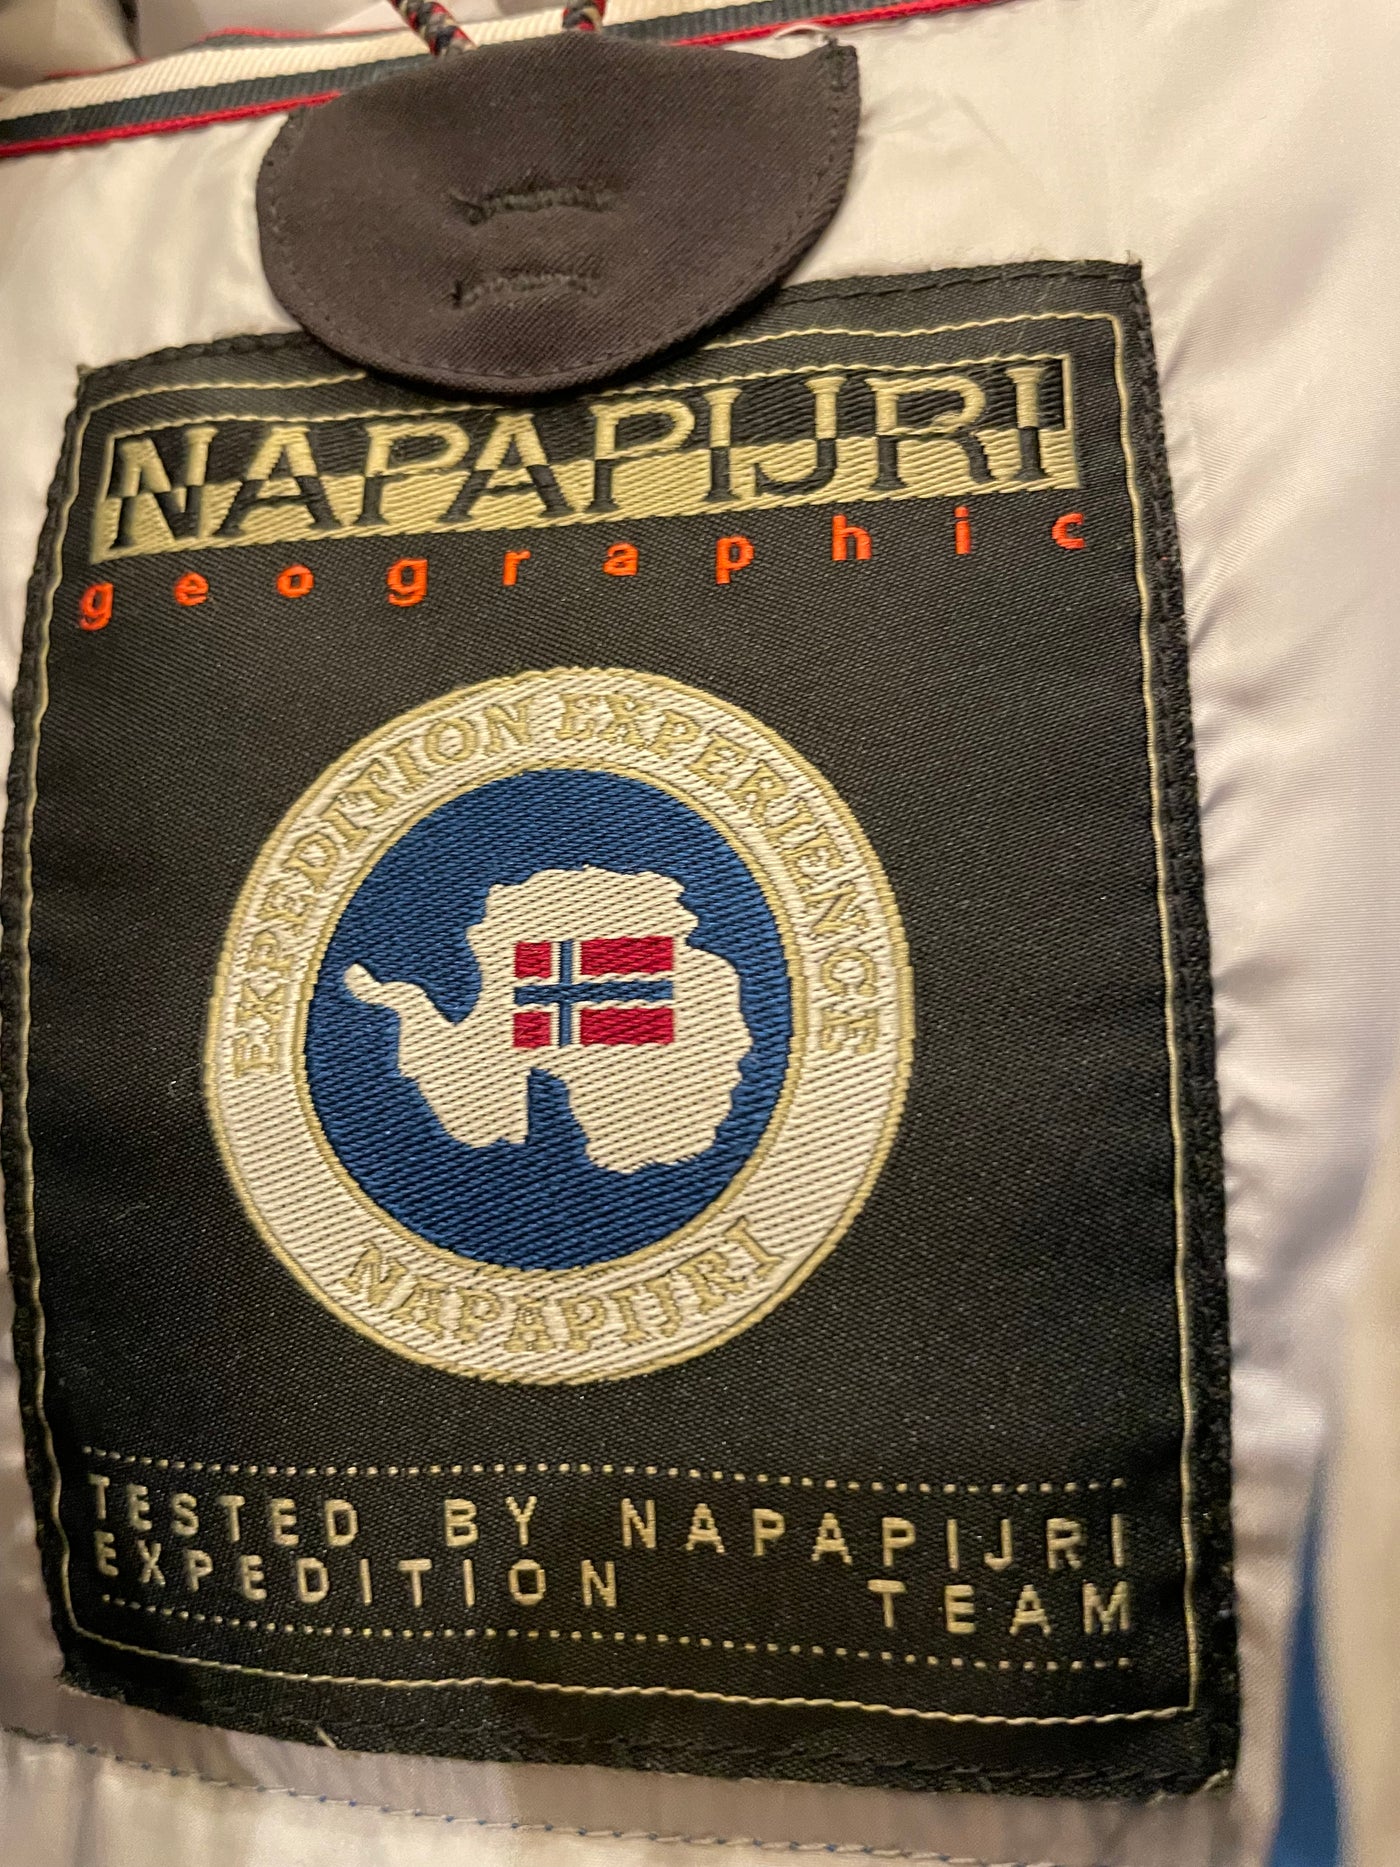 NAPAPIJRI
geographic
EXPEDITION EXPERIENCE
NAPAPIJRI
TESTED BY NAPAPIJRI
EXPEDITION TEAM